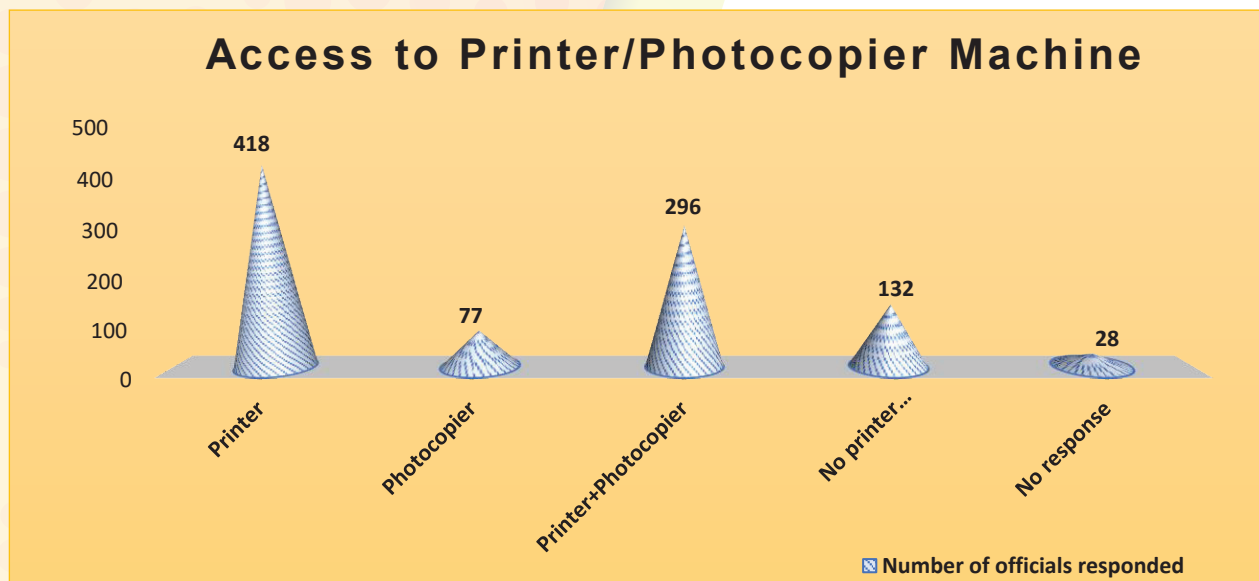 Access to Printer/Photocopier Machine
500
400
300
200
100
0
418
77
296
132
28
Printer
Photocopier
Printer+Photocopier
No printer...
No response
Number of officials responded